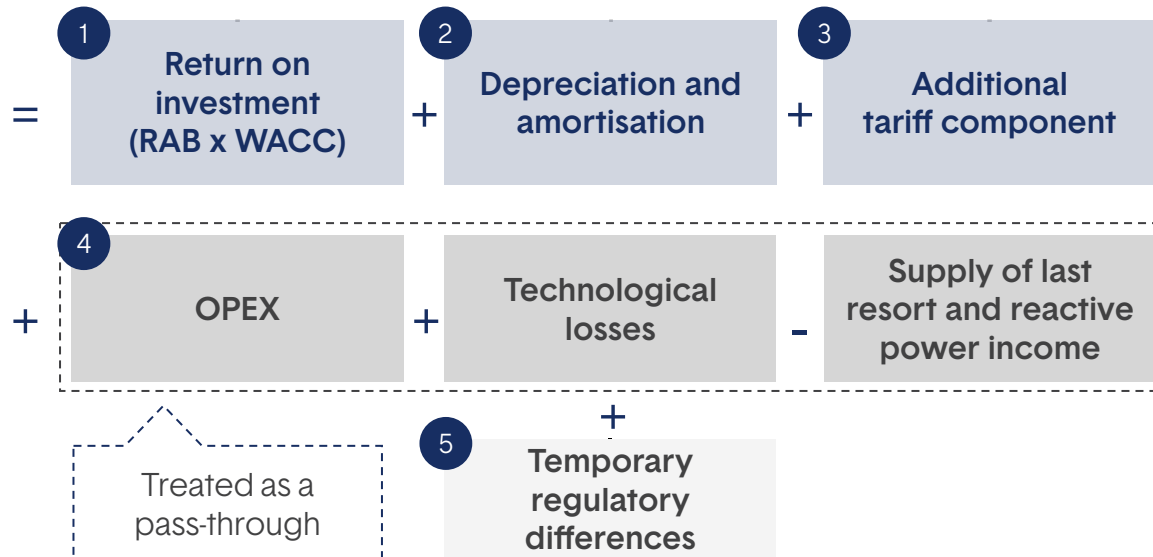 1
2
3
=
Return on
investment
(RAB x WACC)
+
Depreciation and
amortisation
+
Additional
tariff component
4
+
OPEX
+
Technological
losses
-
Supply of last
resort and reactive
power income
Treated as a
pass-through
+
5
Temporary
regulatory
differences